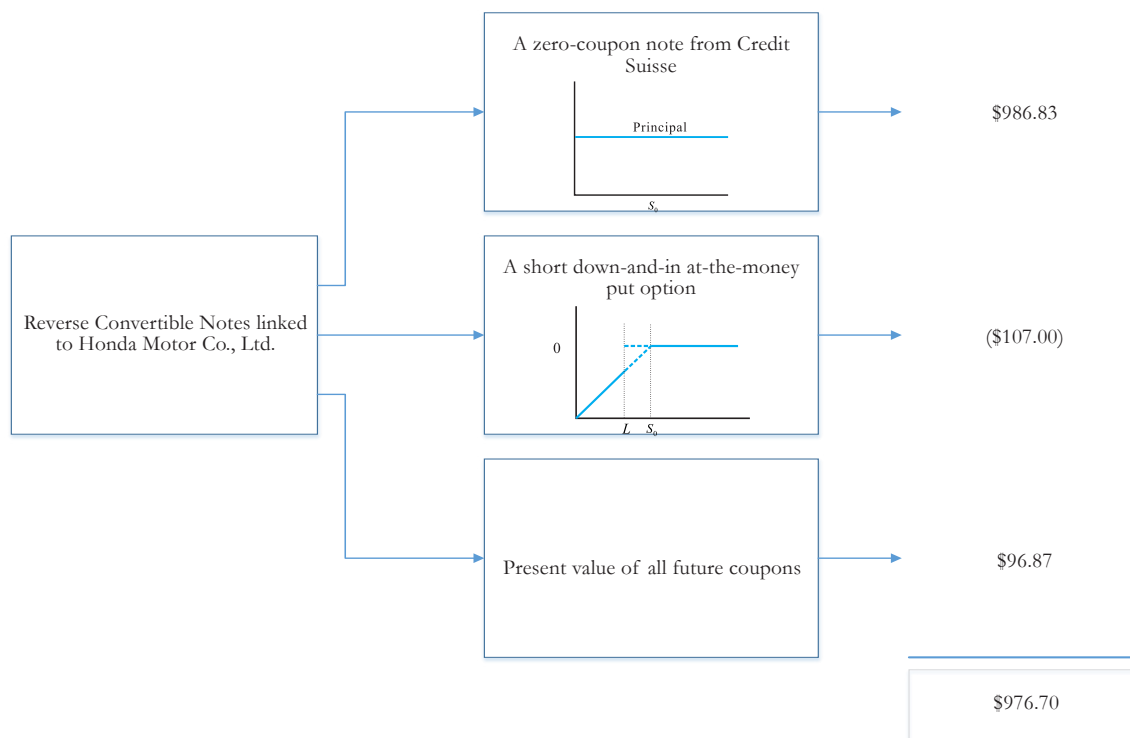 A zero-coupon note from Credit
Suisse
Principal
S₀
$986.83
Reverse Convertible Notes linked
to Honda Motor Co., Ltd.
A short down-and-in at-the-money
put option
0
L S₀
($107.00)
Present value of all future coupons
$96.87
$976.70